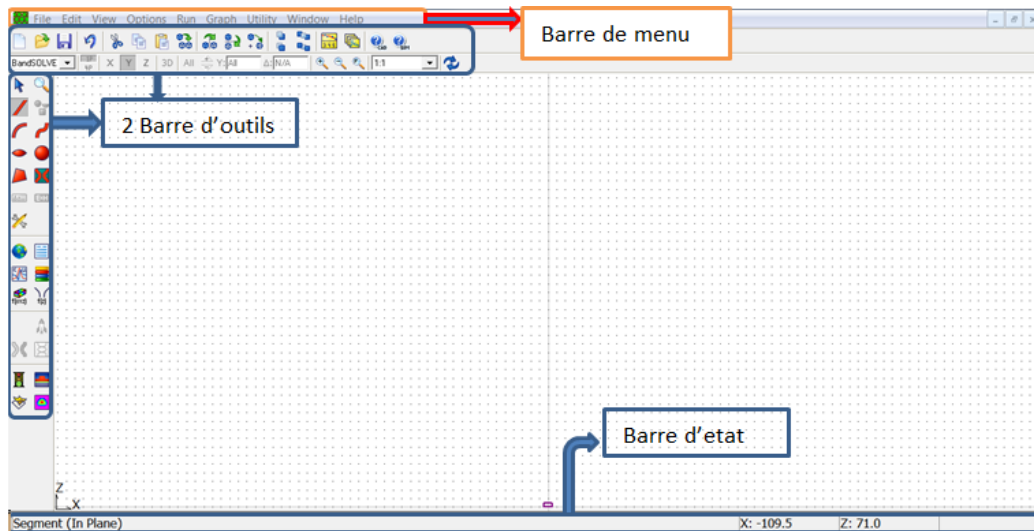 File Edit View Options Run Graph Utility Window Help
Barre de menu
BandSOLVE X Y Z 3D All Y: All Δ: N/A 1:1
2 Barre d’outils
Barre d’etat
Z
X
Segment (In Plane) X: -109.5 Z: 71.0